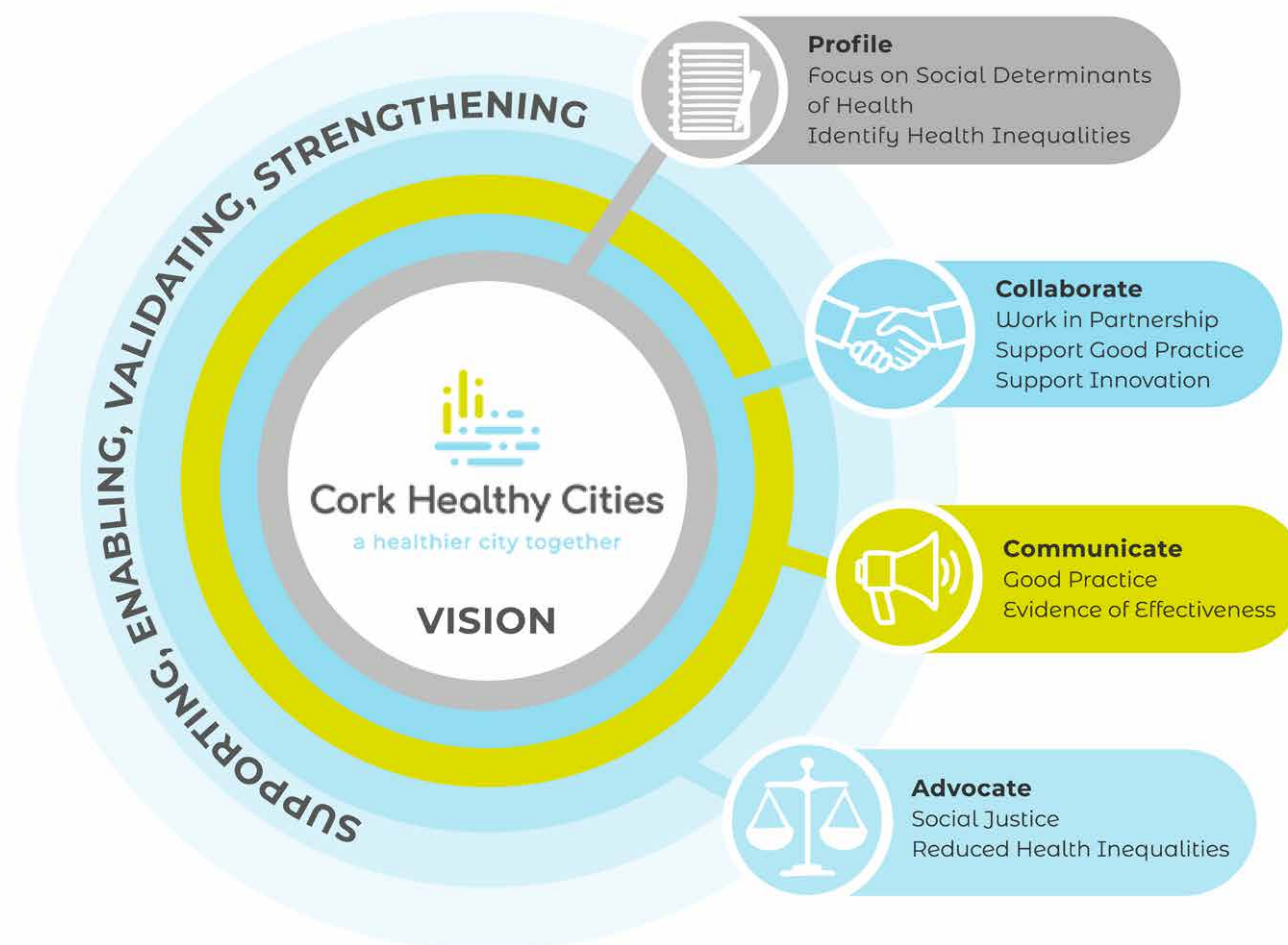 SUPPORTING, ENABLING, VALIDATING, STRENGTHENING
Cork Healthy Cities
a healthier city together
VISION
Profile
Focus on Social Determinants
of Health
Identify Health Inequalities
Collaborate
Work in Partnership
Support Good Practice
Support Innovation
Communicate
Good Practice
Evidence of Effectiveness
Advocate
Social Justice
Reduced Health Inequalities